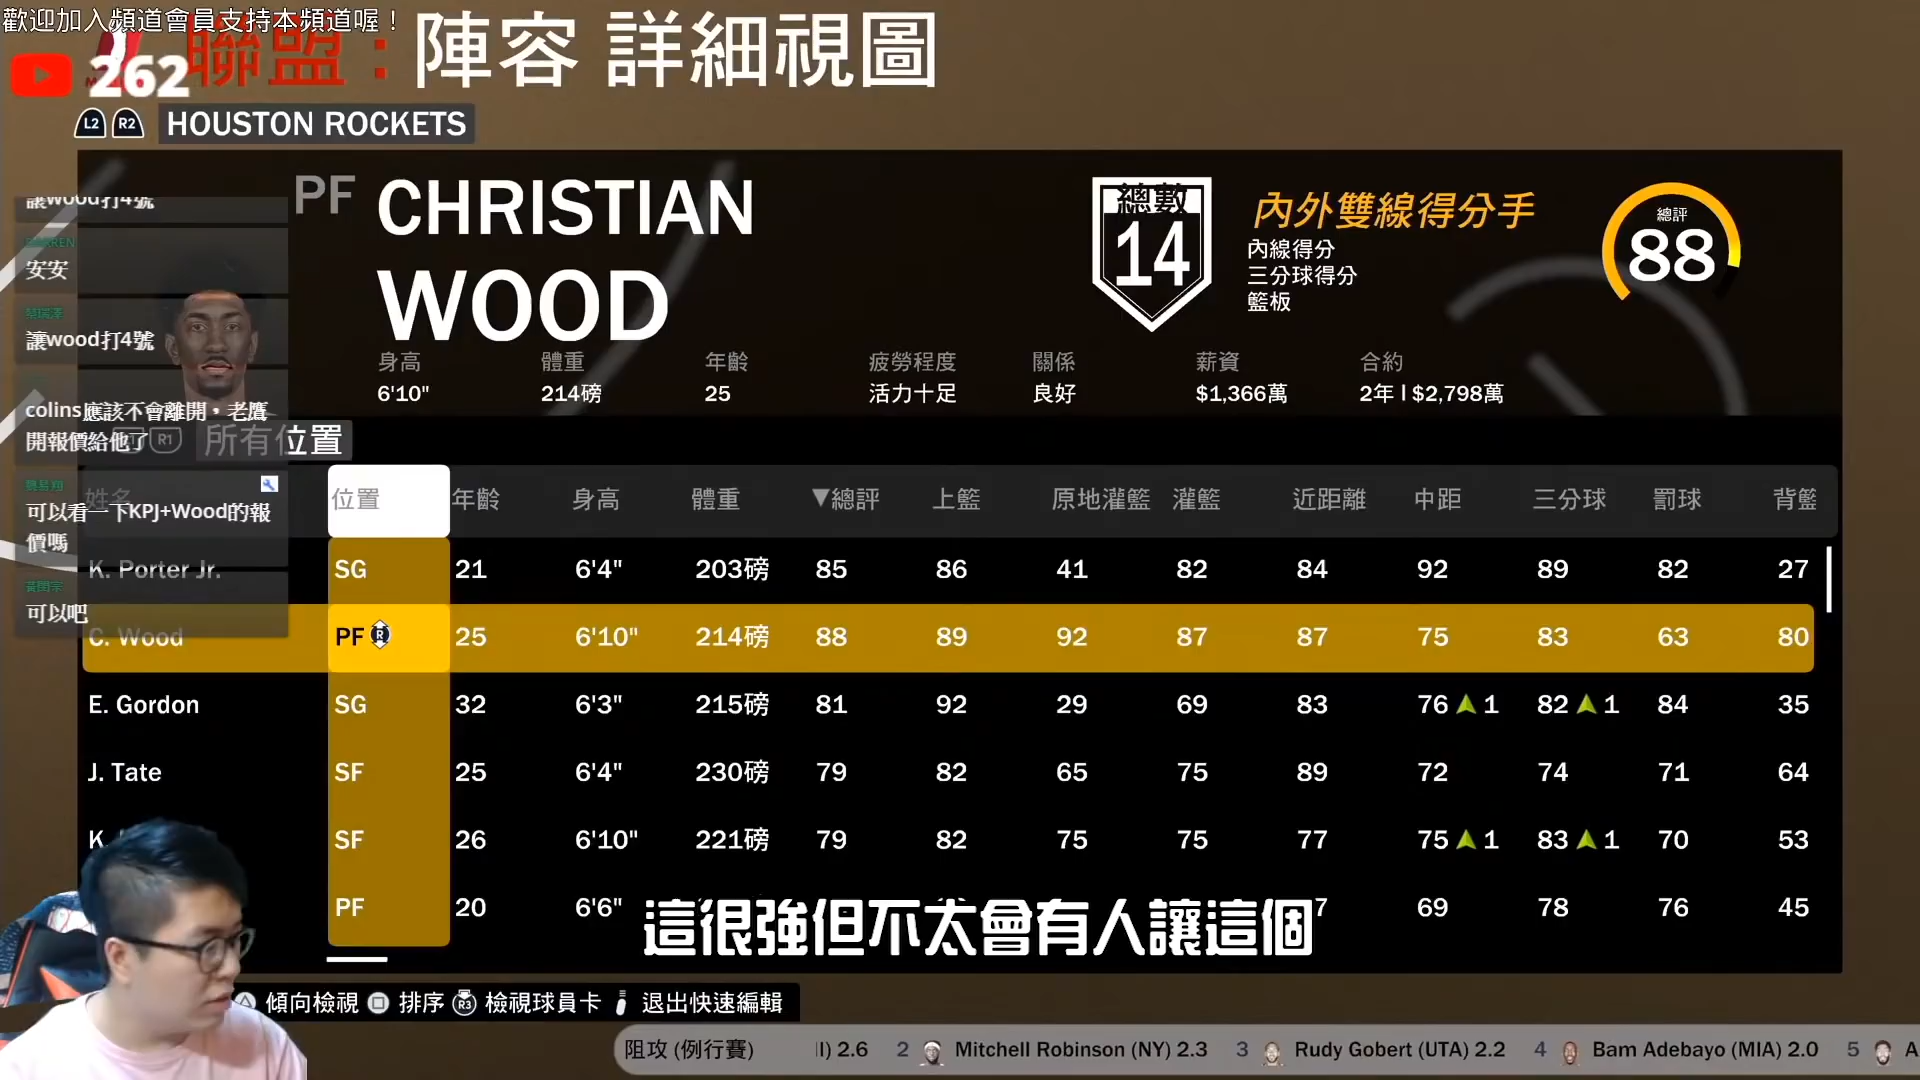 歡迎加入頻道會員支持本頻道喔！
聯盟：陣容 詳細視圖
262
L2 R2 HOUSTON ROCKETS
PF CHRISTIAN
WOOD
總數
14
內外雙線得分手
內線得分
三分球得分
籃板
總評
88
身高 體重 年齡 疲勞程度 關係 薪資 合約
6'10" 214磅 25 活力十足 良好 $1,366萬 2年 | $2,798萬
讓wood打4號
安安
讓wood打4號
colins應該不會離開，老鷹
開報價給他了
可以看一下KPJ+Wood的報
價嗎
可以吧
R1 所有位置
姓名 位置 年齡 身高 體重 ▼總評 上籃 原地灌籃 灌籃 近距離 中距 三分球 罰球 背籃
K. Porter Jr. SG 21 6'4" 203磅 85 86 41 82 84 92 89 82 27
C. Wood PF R 25 6'10" 214磅 88 89 92 87 87 75 83 63 80
E. Gordon SG 32 6'3" 215磅 81 92 29 69 83 76 ▲ 1 82 ▲ 1 84 35
J. Tate SF 25 6'4" 230磅 79 82 65 75 89 72 74 71 64
K. SF 26 6'10" 221磅 79 82 75 75 77 75 ▲ 1 83 ▲ 1 70 53
PF 20 6'6" 7 69 78 76 45
這很強但不太會有人讓這個
傾向檢視 排序 R3 檢視球員卡 退出快速編輯
阻攻 (例行賽) 2.6 2 Mitchell Robinson (NY) 2.3 3 Rudy Gobert (UTA) 2.2 4 Bam Adebayo (MIA) 2.0 5 A